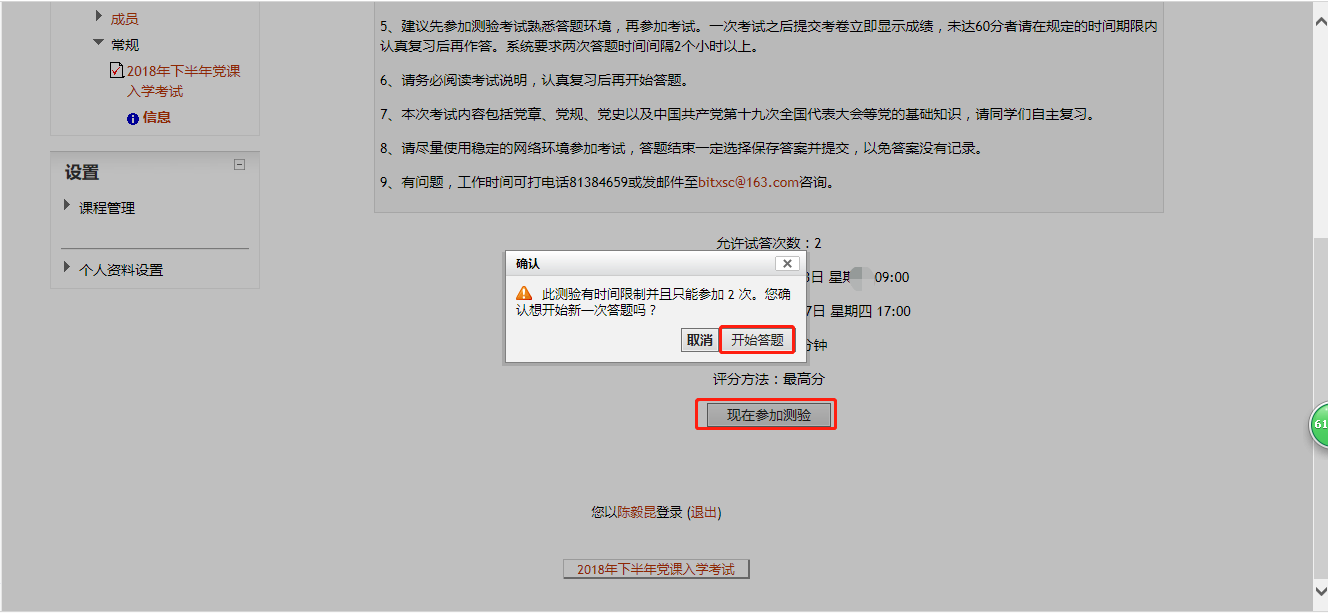 成员
常规
2018年下半年党课
入学考试
信息
设置
课程管理
个人资料设置
5、建议先参加测验考试熟悉答题环境，再参加考试。一次考试之后提交考卷立即显示成绩，未达60分者请在规定的时间期限内
认真复习后再作答。系统要求两次答题时间间隔2个小时以上。
6、请务必阅读考试说明，认真复习后再开始答题。
7、本次考试内容包括党章、党规、党史以及中国共产党第十九次全国代表大会等党的基础知识，请同学们自主复习。
8、请尽量使用稳定的网络环境参加考试，答题结束一定选择保存答案并提交，以免答案没有记录。
9、有问题，工作时间可打电话81384659或发邮件至bitxsc@163.com咨询。
允许试答次数：2
日 星期 09:00
7日 星期四 17:00
分钟
确认
此测验有时间限制并且只能参加 2 次。您确
认想开始新一次答题吗？
取消 开始答题
评分方法：最高分
现在参加测验
您以陈毅昆登录 (退出)
2018年下半年党课入学考试
61